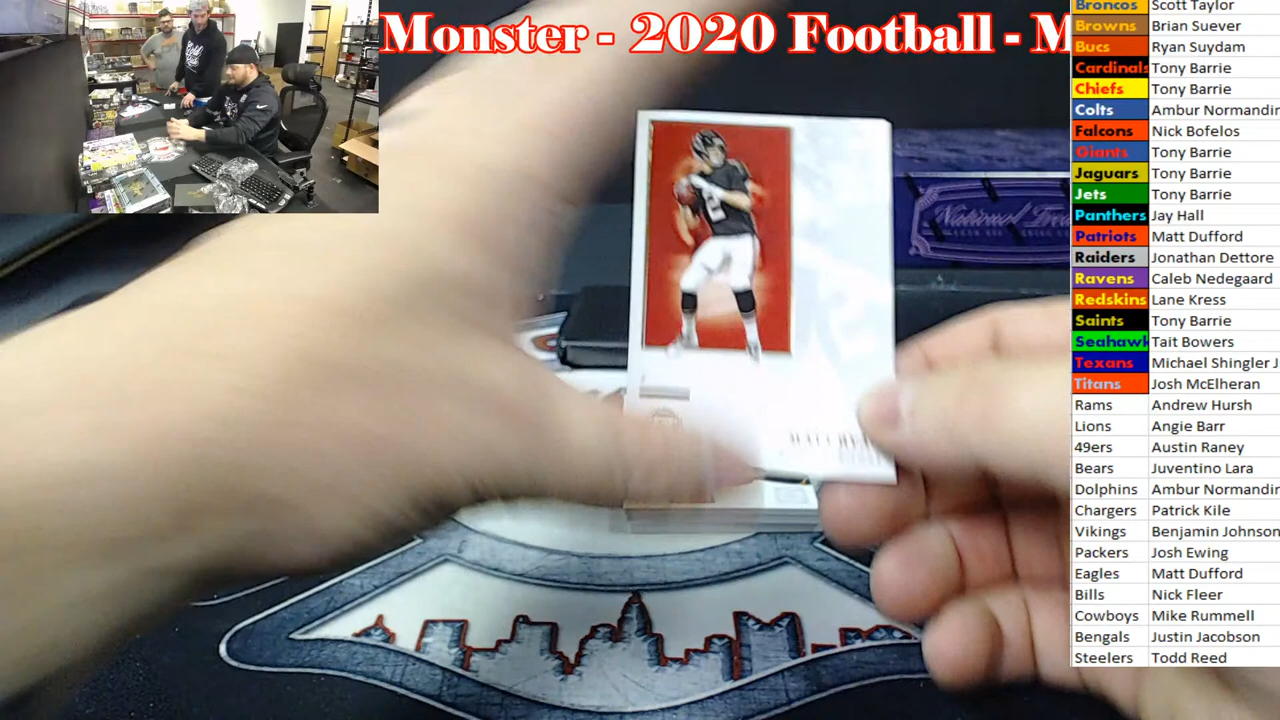 Monster - 2020 Football - M
Broncos Scott Taylor
Browns Brian Suever
Bucs Ryan Suydam
Cardinals Tony Barrie
Chiefs Tony Barrie
Colts Ambur Normandin
Falcons Nick Bofelos
Giants Tony Barrie
Jaguars Tony Barrie
Jets Tony Barrie
Panthers Jay Hall
Patriots Matt Dufford
Raiders Jonathan Dettore
Ravens Caleb Nedegaard
Redskins Lane Kress
Saints Tony Barrie
Seahawk Tait Bowers
Texans Michael Shingler J
Titans Josh McElheran
Rams Andrew Hursh
Lions Angie Barr
49ers Austin Raney
Bears Juventino Lara
Dolphins Ambur Normandin
Chargers Patrick Kile
Vikings Benjamin Johnson
Packers Josh Ewing
Eagles Matt Dufford
Bills Nick Fleer
Cowboys Mike Rummell
Bengals Justin Jacobson
Steelers Todd Reed
National
2